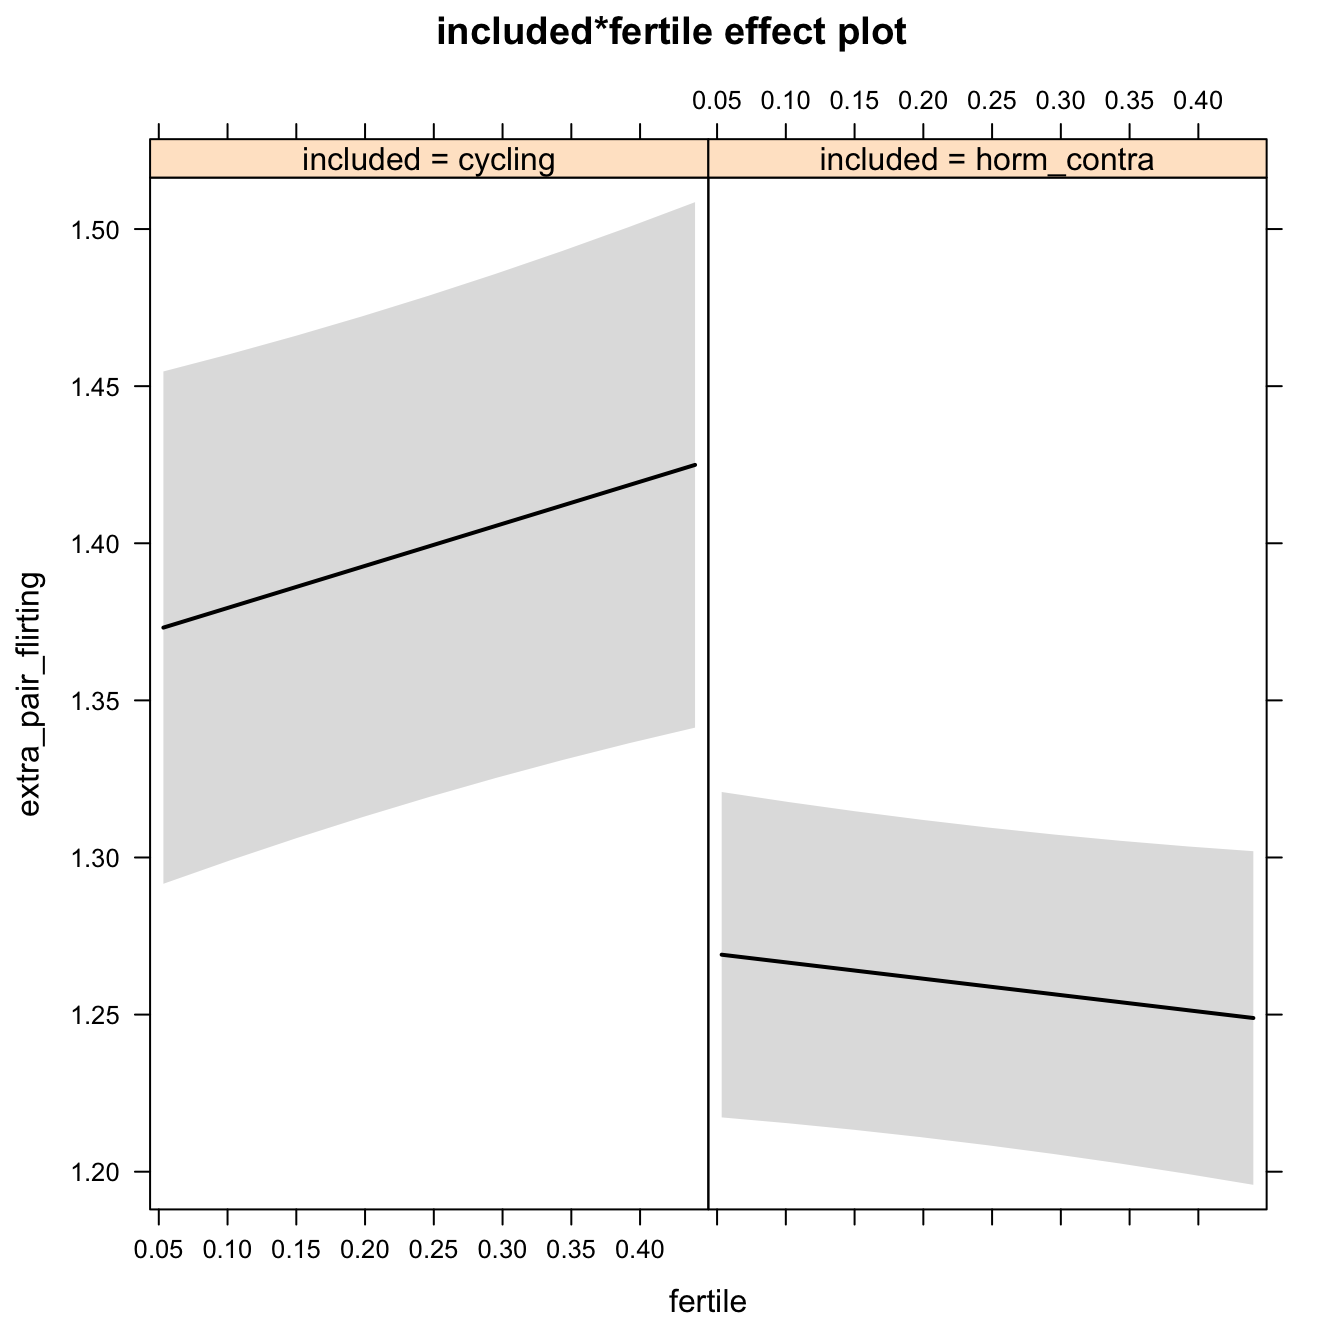 included*fertile effect plot
0.05 0.10 0.15 0.20 0.25 0.30 0.35 0.40
included = cycling
included = horm_contra
1.50
1.45
1.40
1.35
1.30
1.25
1.20
extra_pair_flirting
0.05 0.10 0.15 0.20 0.25 0.30 0.35 0.40
fertile